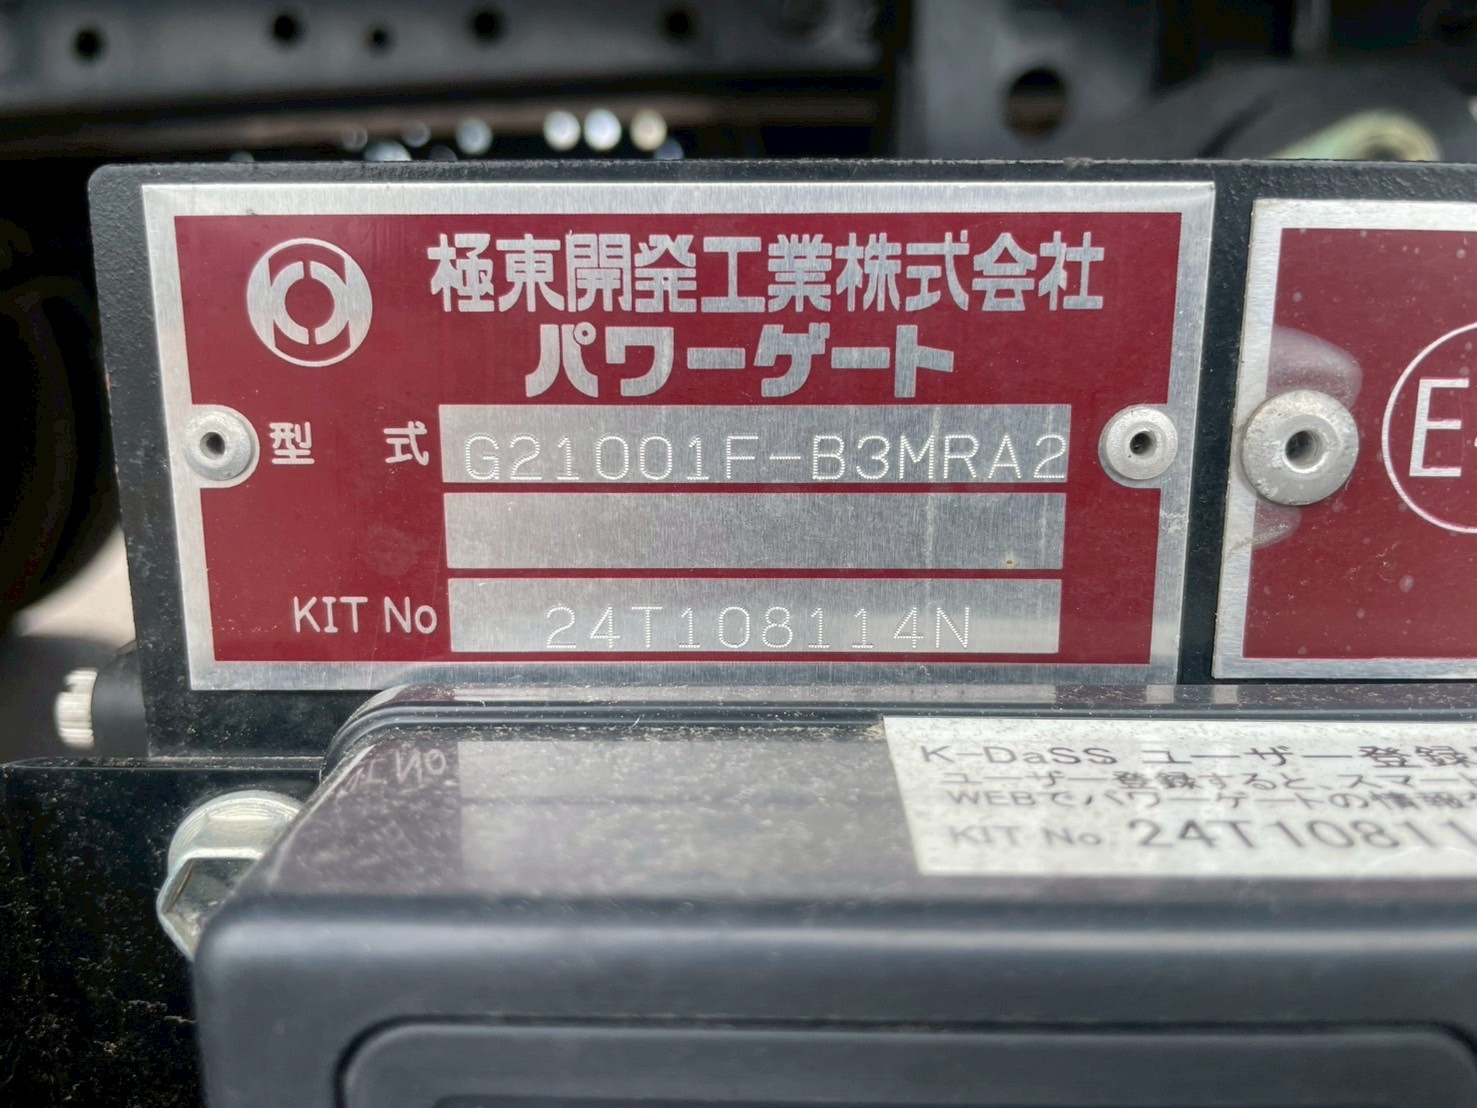 極東開発工業株式会社
パワーゲート
型 式 G21001F-B3MRA2
KIT No 24T108114N
E
K-DaSS ユーザー登録
ユーザー登録すると、スマート
WEBでパワーゲートの情報
KIT No 24T10811